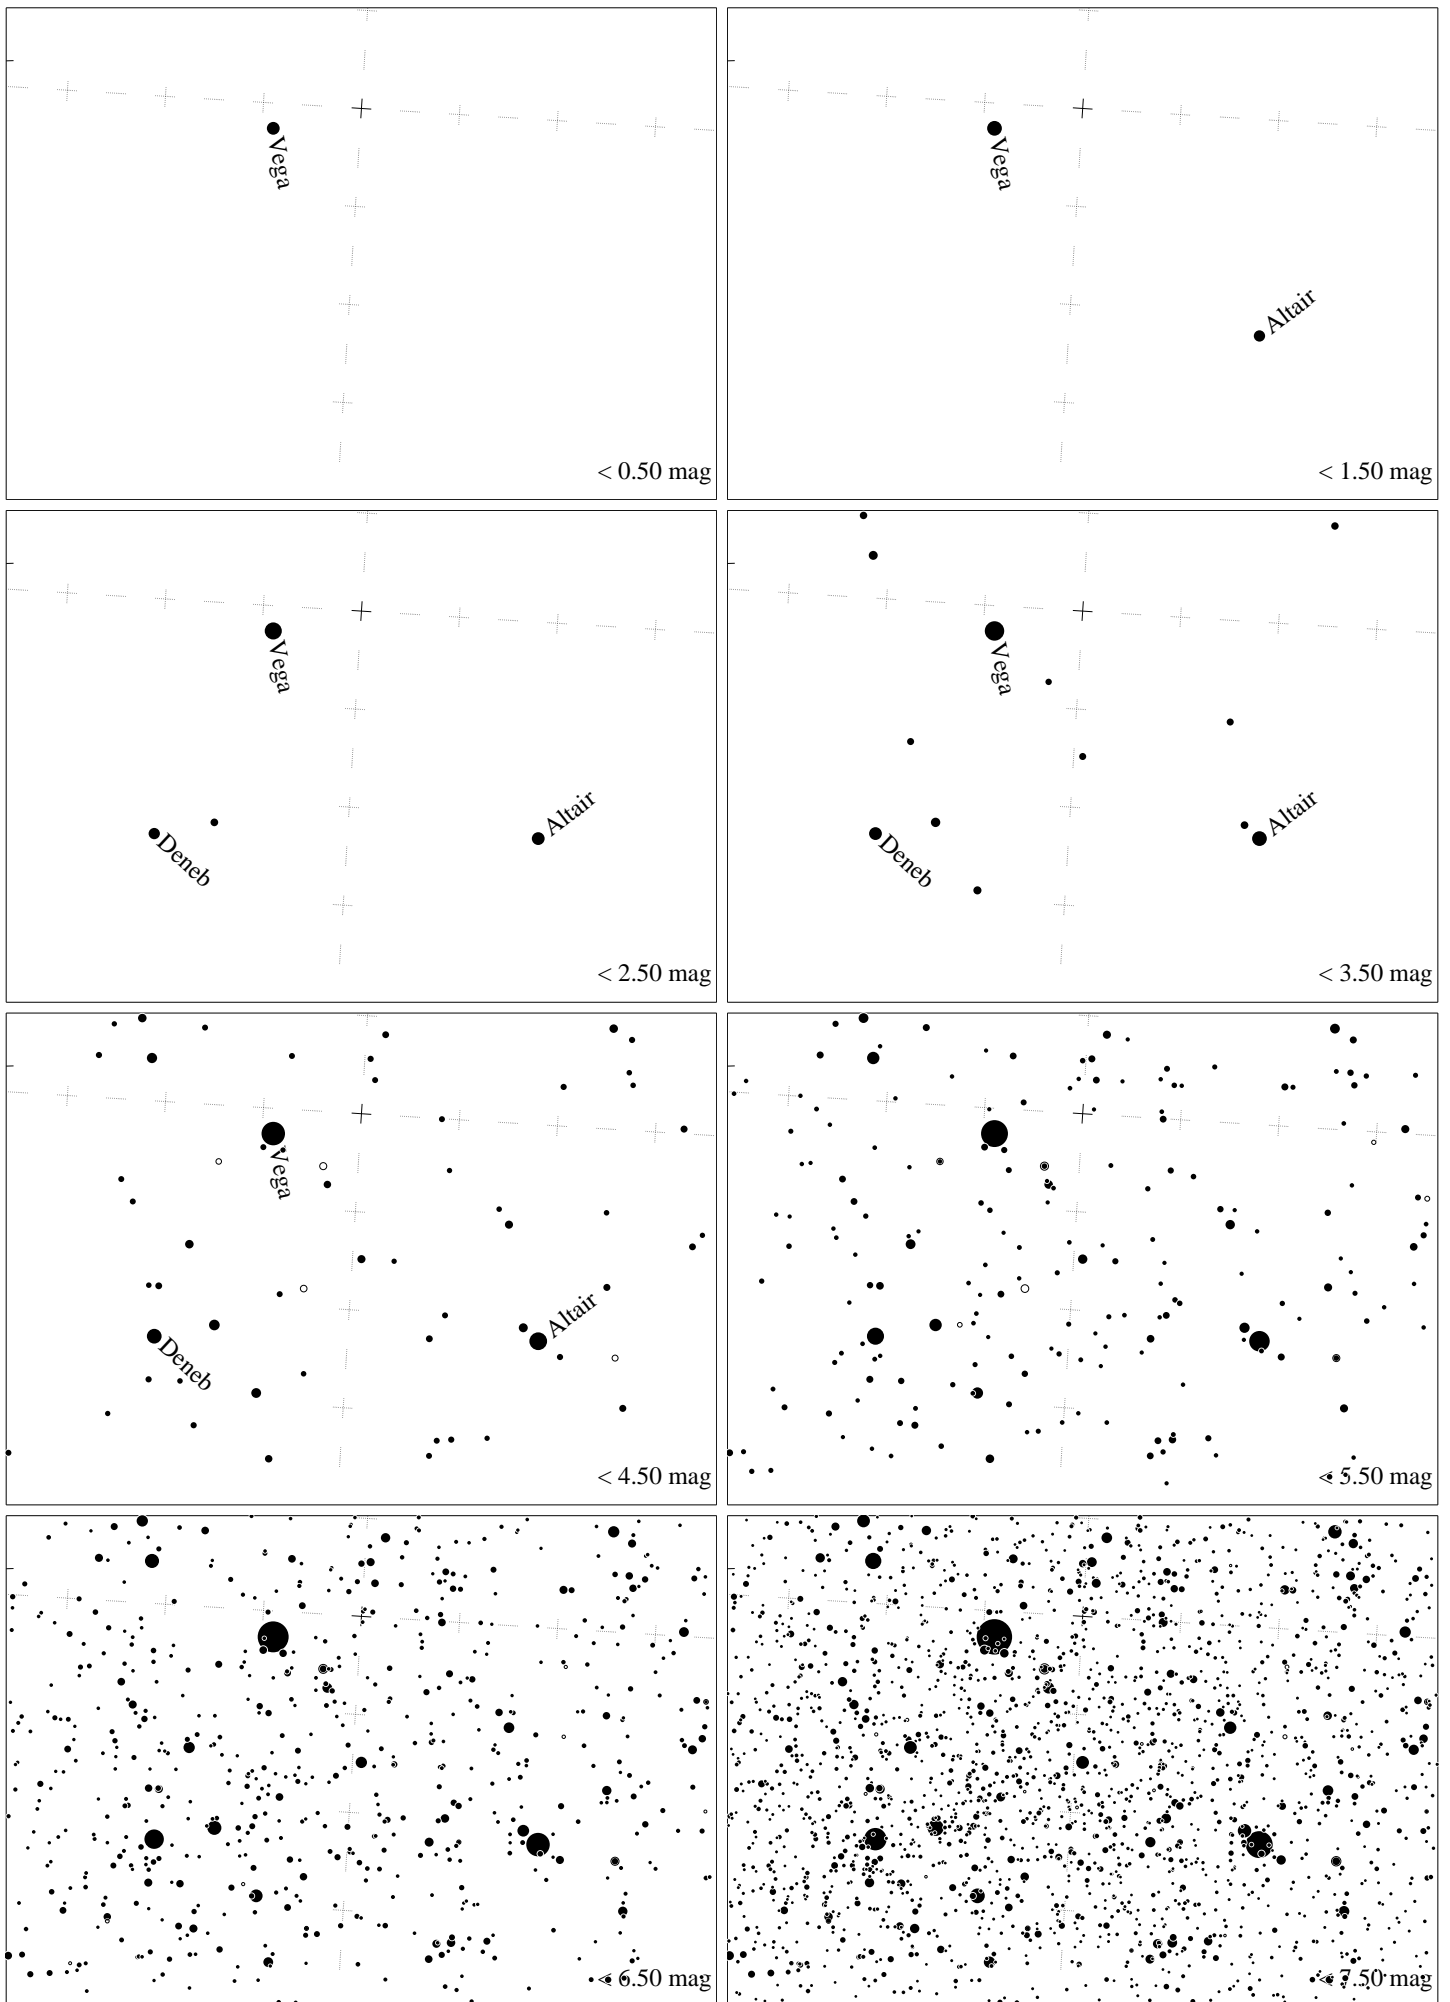 Vega
< 0.50 mag
Vega
Altair
< 1.50 mag
Vega
Altair
Deneb
< 2.50 mag
Vega
Altair
Deneb
< 3.50 mag
Vega
Altair
Deneb
< 4.50 mag
< 5.50 mag
< 6.50 mag
< 7.50 mag